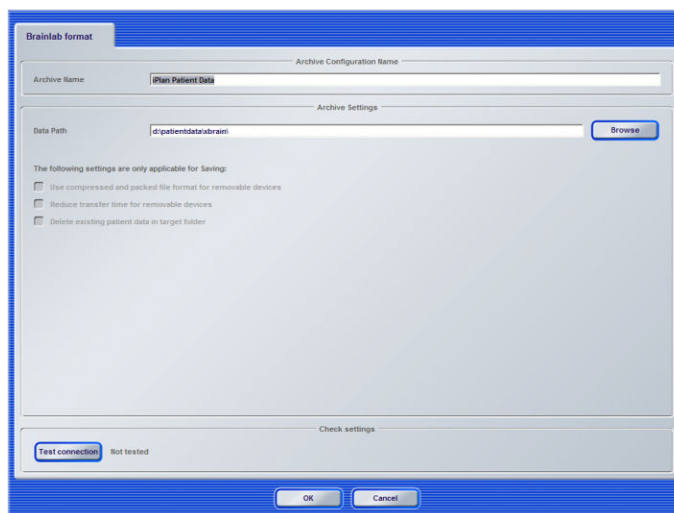 Brainlab format
Archive Configuration Name
Archive Name iPlan Patient Data
Archive Settings
Data Path d:\patientdata\xbrain\ Browse
The following settings are only applicable for Saving:
Use compressed and packed file format for removable devices
Reduce transfer time for removable devices
Delete existing patient data in target folder
Check settings
Test connection Not tested
OK Cancel